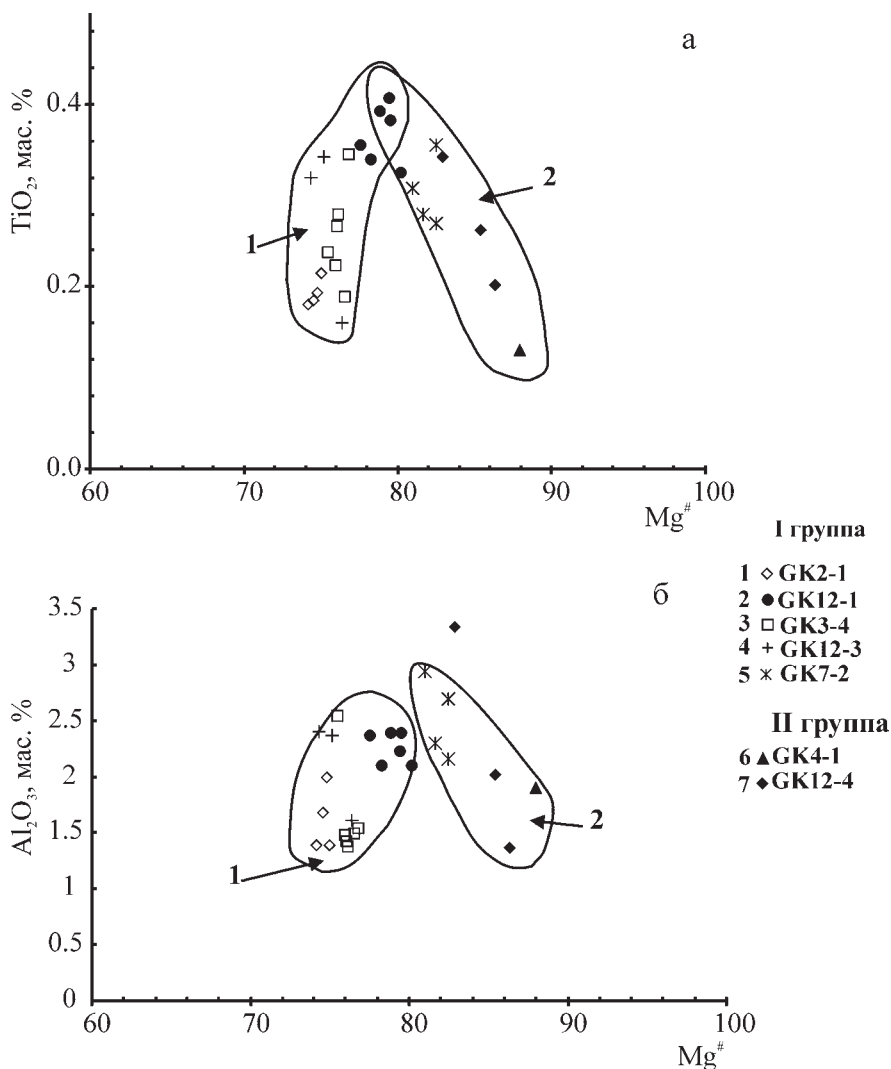 а
TiO₂, мас. %
0.4
0.2
0.0
1
2
60
70
80
90
100
Mg#
I группа
1 ◇ GK2-1
2 ● GK12-1
3 □ GK3-4
4 + GK12-3
5 ✳ GK7-2
II группа
6 ▲ GK4-1
7 ◆ GK12-4
б
Al₂O₃, мас. %
3.5
3
2.5
2
1.5
1
0.5
0
1
2
60
70
80
90
100
Mg#